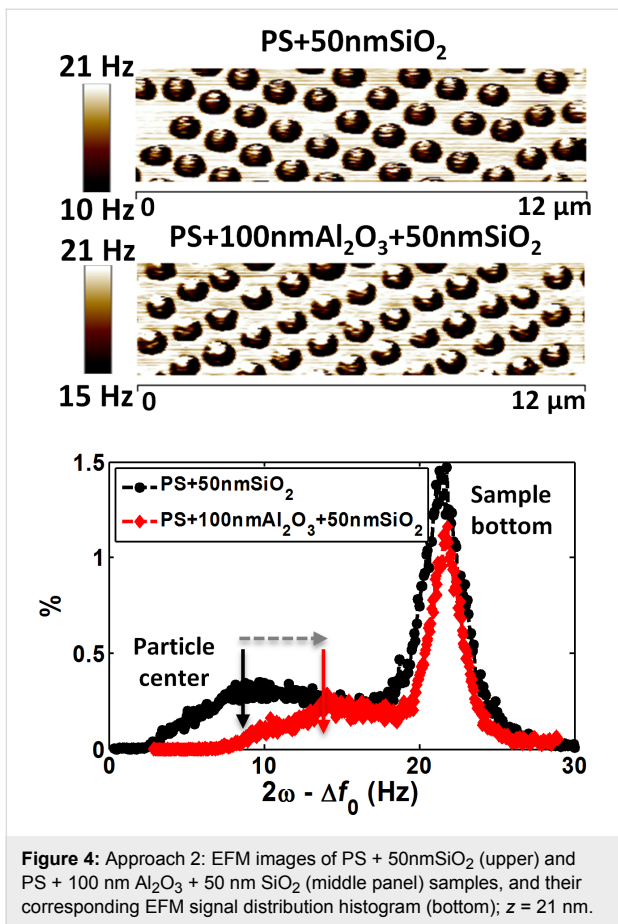 PS+50nmSiO₂
21 Hz
10 Hz
0
12 µm
PS+100nmAl₂O₃+50nmSiO₂
21 Hz
15 Hz
0
12 µm
1.5
1
0.5
0
%
PS+50nmSiO₂
PS+100nmAl₂O₃+50nmSiO₂
Sample
bottom
Particle
center
0
10
20
30
2ω - Δf₀ (Hz)
Figure 4: Approach 2: EFM images of PS + 50nmSiO₂ (upper) and
PS + 100 nm Al₂O₃ + 50 nm SiO₂ (middle panel) samples, and their
corresponding EFM signal distribution histogram (bottom); z = 21 nm.